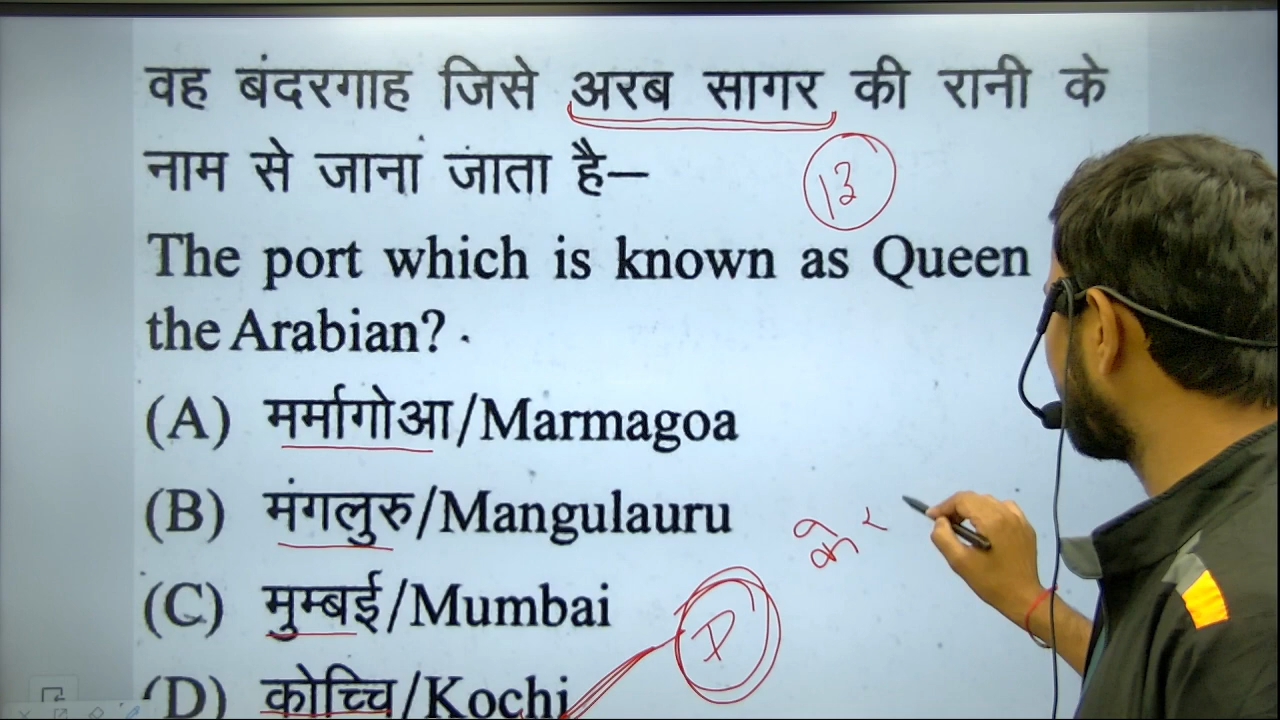 वह बंदरगाह जिसे अरब सागर की रानी के
नाम से जाना जाता है–
13
The port which is known as Queen
the Arabian?
(A) मर्मागोआ/Marmagoa
(B) मंगलुरु/Mangulauru
(C) मुम्बई/Mumbai
(D) कोच्चि/Kochi
D